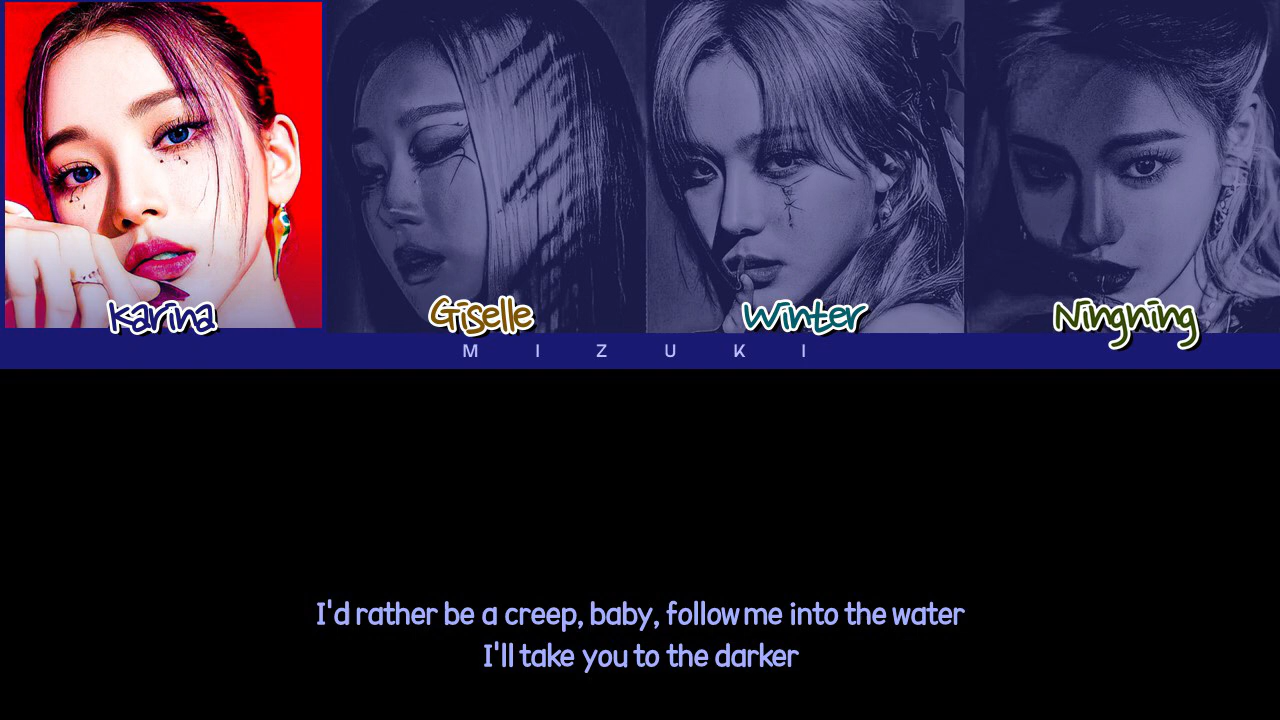 Karina
Giselle
Winter
Ningning
MIZUKI
I'd rather be a creep, baby, follow me into the water
I'll take you to the darker